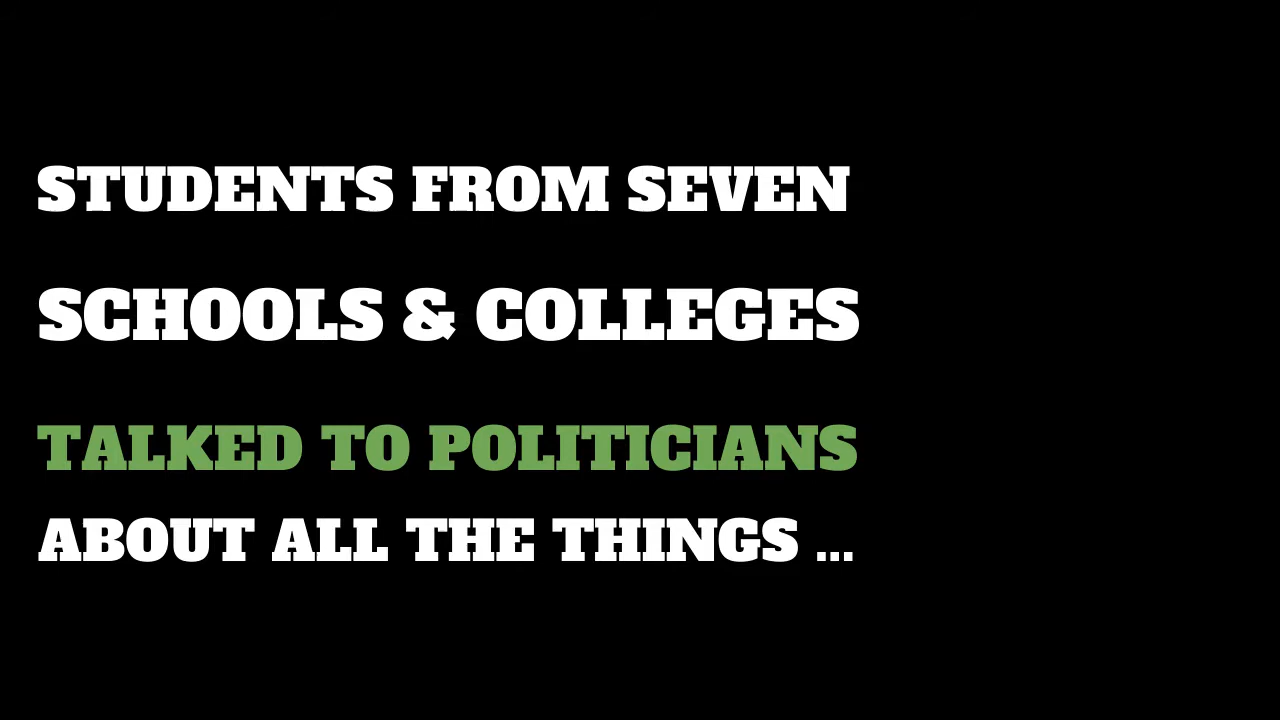 STUDENTS FROM SEVEN
SCHOOLS & COLLEGES
TALKED TO POLITICIANS
ABOUT ALL THE THINGS ...